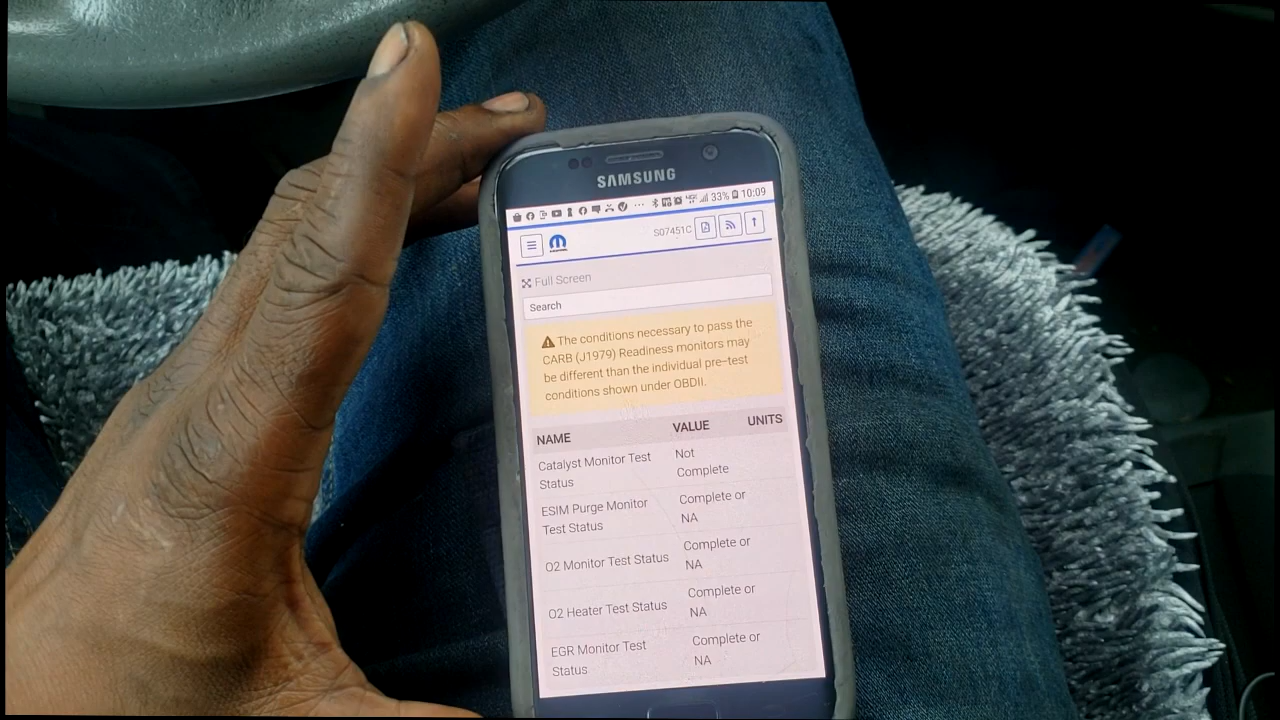 SAMSUNG
33% 10:09
S07451C
Full Screen
Search
The conditions necessary to pass the
CARB (J1979) Readiness monitors may
be different than the individual pre-test
conditions shown under OBDII.
NAME VALUE UNITS
Catalyst Monitor Test Status Not Complete
ESIM Purge Monitor Test Status Complete or NA
O2 Monitor Test Status Complete or NA
O2 Heater Test Status Complete or NA
EGR Monitor Test Status Complete or NA